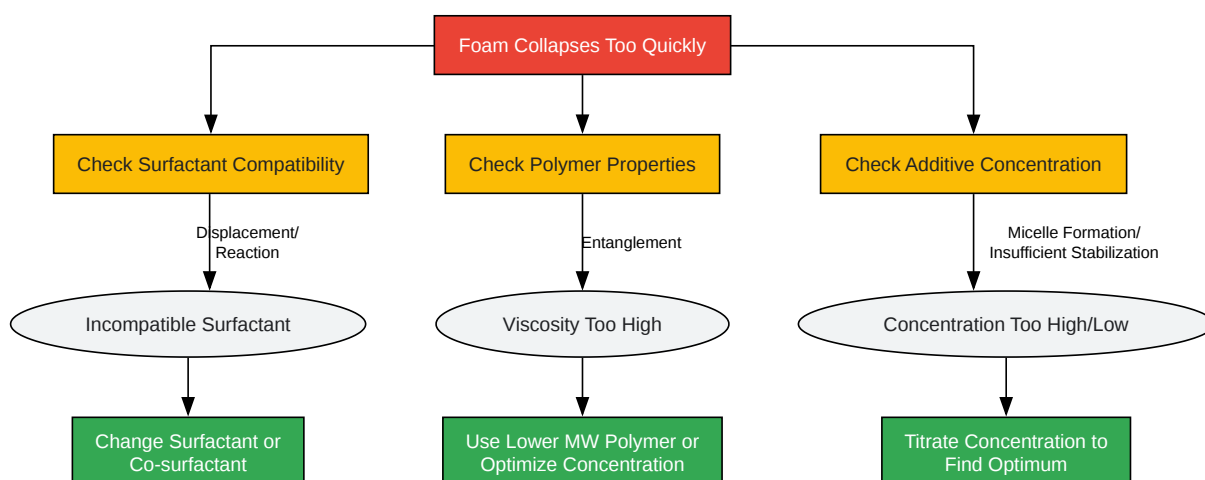 Foam Collapses Too Quickly
Check Surfactant Compatibility
Check Polymer Properties
Check Additive Concentration
Displacement/
Reaction
Entanglement
Micelle Formation/
Insufficient Stabilization
Incompatible Surfactant
Viscosity Too High
Concentration Too High/Low
Change Surfactant or
Co-surfactant
Use Lower MW Polymer or
Optimize Concentration
Titrate Concentration to
Find Optimum